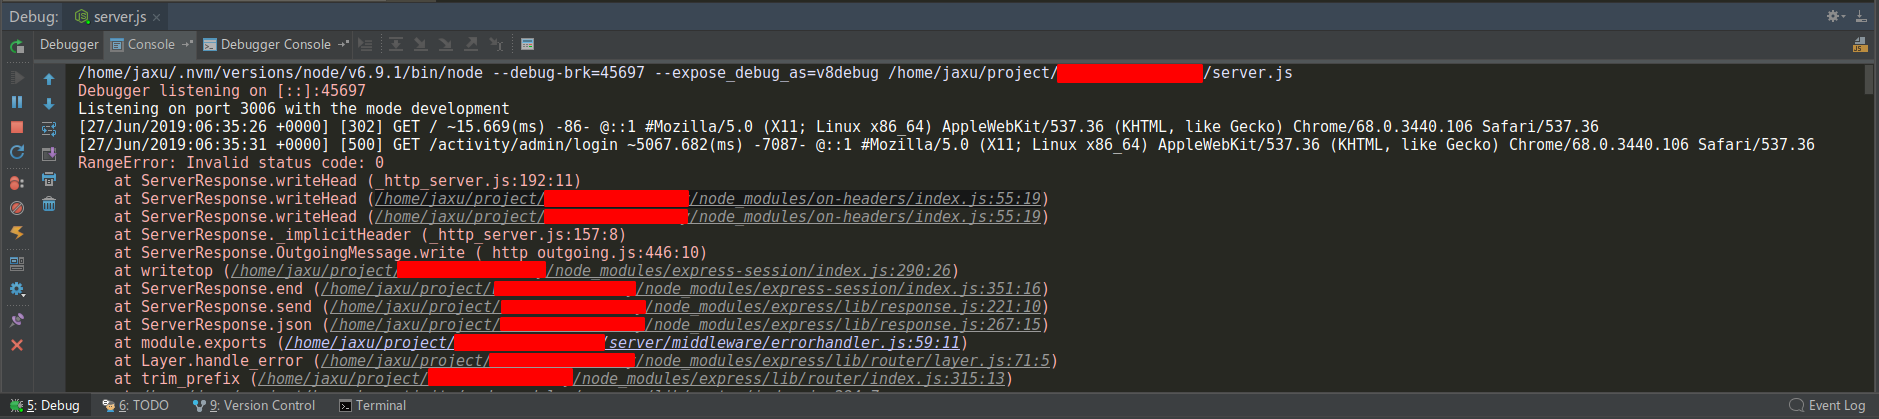 Debug: server.js
Debugger Console Debugger Console
/home/jaxu/.nvm/versions/node/v6.9.1/bin/node --debug-brk=45697 --expose_debug_as=v8debug /home/jaxu/project/ /server.js
Debugger listening on [::]:45697
Listening on port 3006 with the mode development
[27/Jun/2019:06:35:26 +0000] [302] GET / ~15.669(ms) -86- @::1 #Mozilla/5.0 (X11; Linux x86_64) AppleWebKit/537.36 (KHTML, like Gecko) Chrome/68.0.3440.106 Safari/537.36
[27/Jun/2019:06:35:31 +0000] [500] GET /activity/admin/login ~5067.682(ms) -7087- @::1 #Mozilla/5.0 (X11; Linux x86_64) AppleWebKit/537.36 (KHTML, like Gecko) Chrome/68.0.3440.106 Safari/537.36
RangeError: Invalid status code: 0
at ServerResponse.writeHead (_http_server.js:192:11)
at ServerResponse.writeHead (/home/jaxu/project/ /node_modules/on-headers/index.js:55:19)
at ServerResponse.writeHead (/home/jaxu/project/ /node_modules/on-headers/index.js:55:19)
at ServerResponse._implicitHeader (_http_server.js:157:8)
at ServerResponse.OutgoingMessage.write (_http_outgoing.js:446:10)
at writetop (/home/jaxu/project/ /node_modules/express-session/index.js:290:26)
at ServerResponse.end (/home/jaxu/project/ /node_modules/express-session/index.js:351:16)
at ServerResponse.send (/home/jaxu/project/ /node_modules/express/lib/response.js:221:10)
at ServerResponse.json (/home/jaxu/project/ /node_modules/express/lib/response.js:267:15)
at module.exports (/home/jaxu/project/ /server/middleware/errorhandler.js:59:11)
at Layer.handle_error (/home/jaxu/project/ /node_modules/express/lib/router/layer.js:71:5)
at trim_prefix (/home/jaxu/project/ /node_modules/express/lib/router/index.js:315:13)
5: Debug 6: TODO 9: Version Control Terminal Event Log